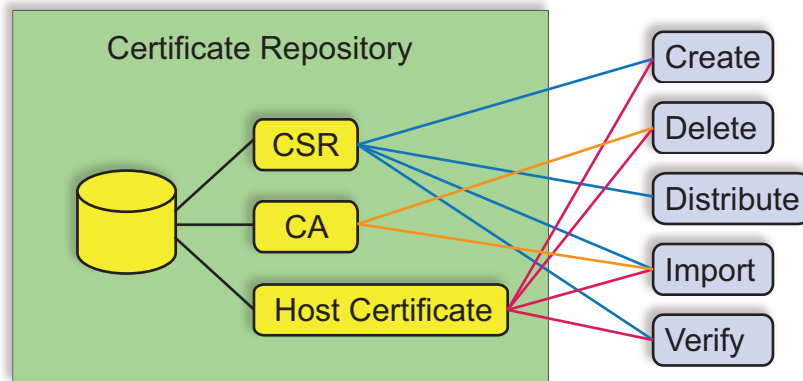 Certificate Repository
CSR
CA
Host Certificate
Create
Delete
Distribute
Import
Verify